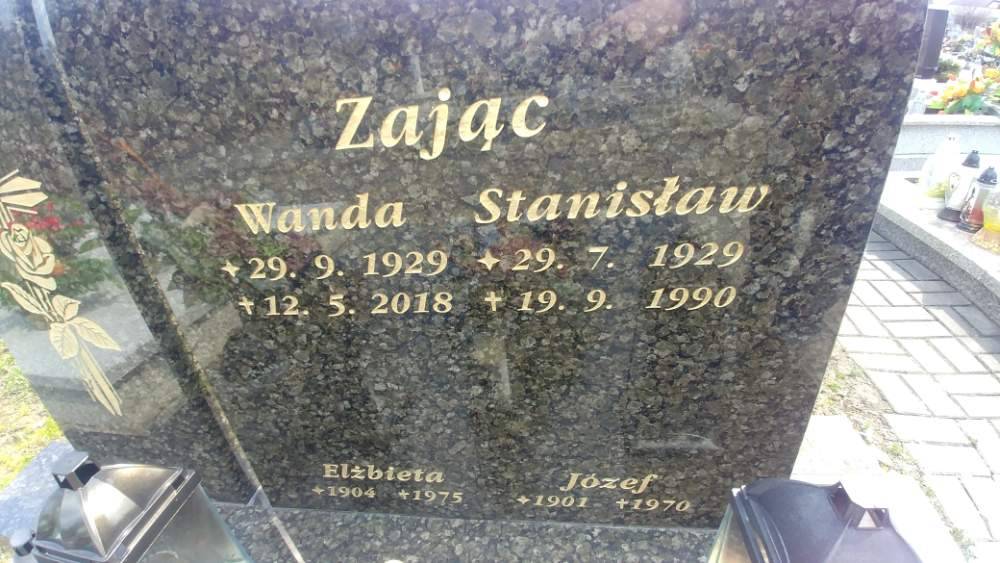 Zając
Wanda Stanisław
✦29. 9. 1929 ✦29. 7. 1929
✝12. 5. 2018 ✝19. 9. 1990
Elżbieta Józef
✦1904 ✝1975 ✦1901 ✝1970